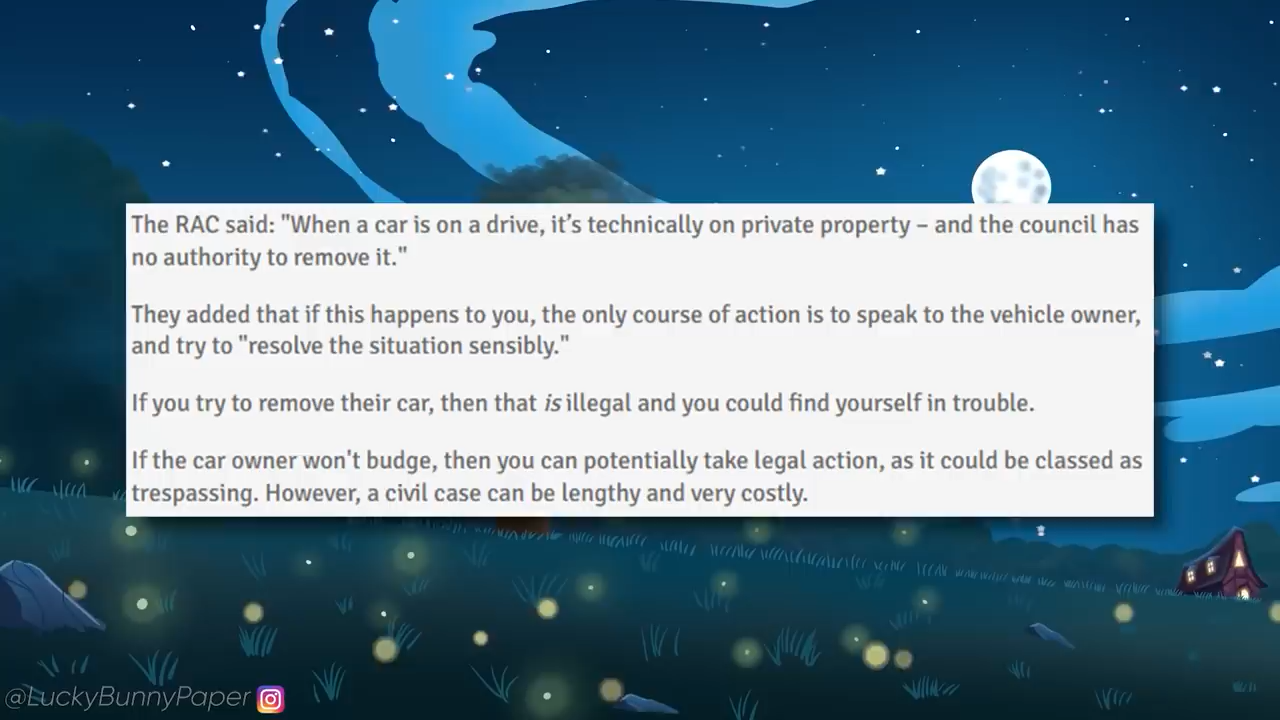 The RAC said: "When a car is on a drive, it’s technically on private property – and the council has
no authority to remove it."
They added that if this happens to you, the only course of action is to speak to the vehicle owner,
and try to "resolve the situation sensibly."
If you try to remove their car, then that is illegal and you could find yourself in trouble.
If the car owner won't budge, then you can potentially take legal action, as it could be classed as
trespassing. However, a civil case can be lengthy and very costly.
@LuckyBunnyPaper